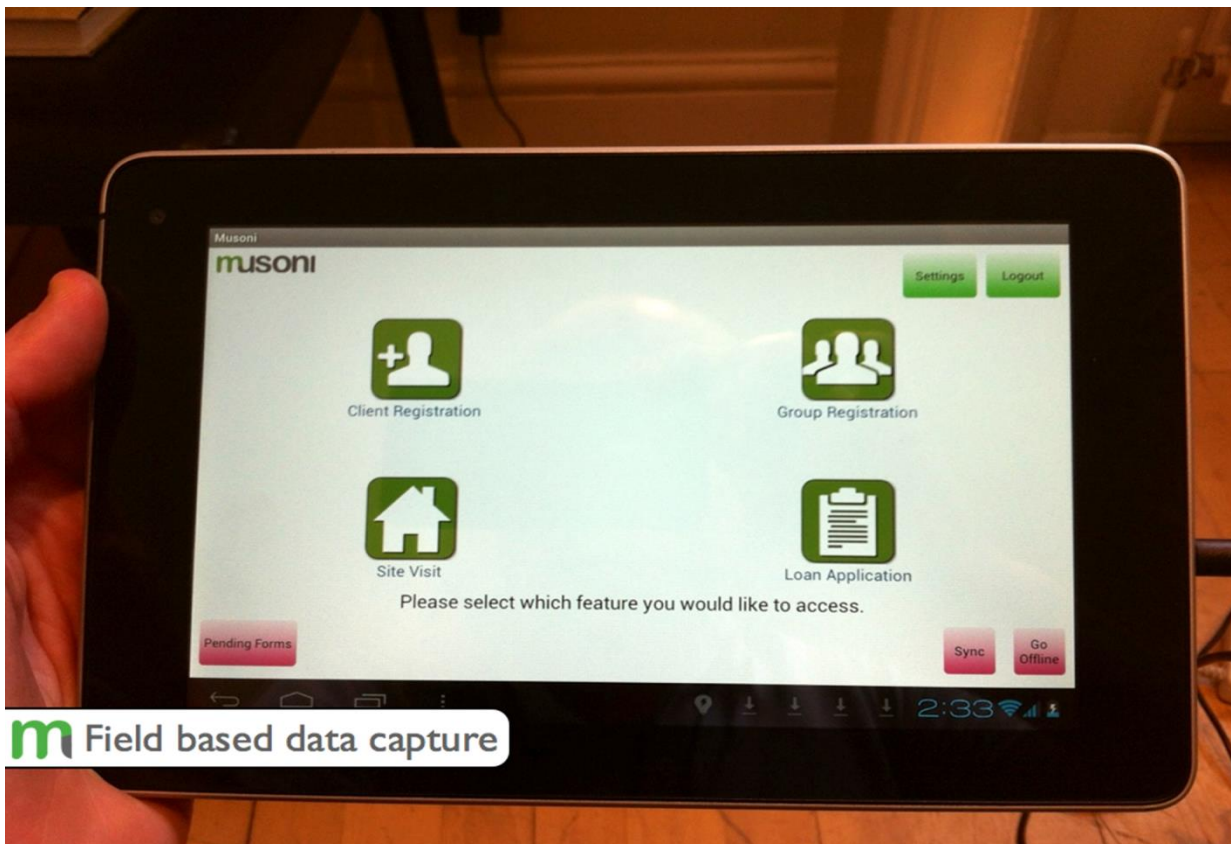 Musoni
musoni
Settings
Logout
Client Registration
Group Registration
Site Visit
Loan Application
Please select which feature you would like to access.
Pending Forms
Sync
Go
Offline
2:33
m Field based data capture